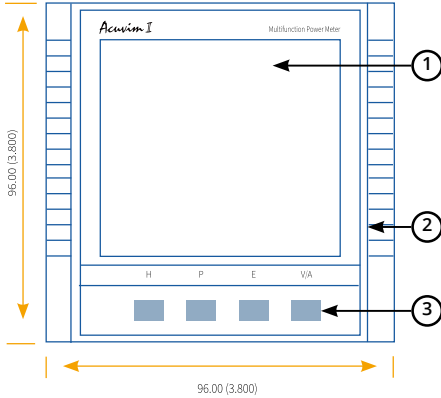 Acuvim II Multifunction Power Meter
1
96.00 (3.800)
2
H P E V/A
3
96.00 (3.800)